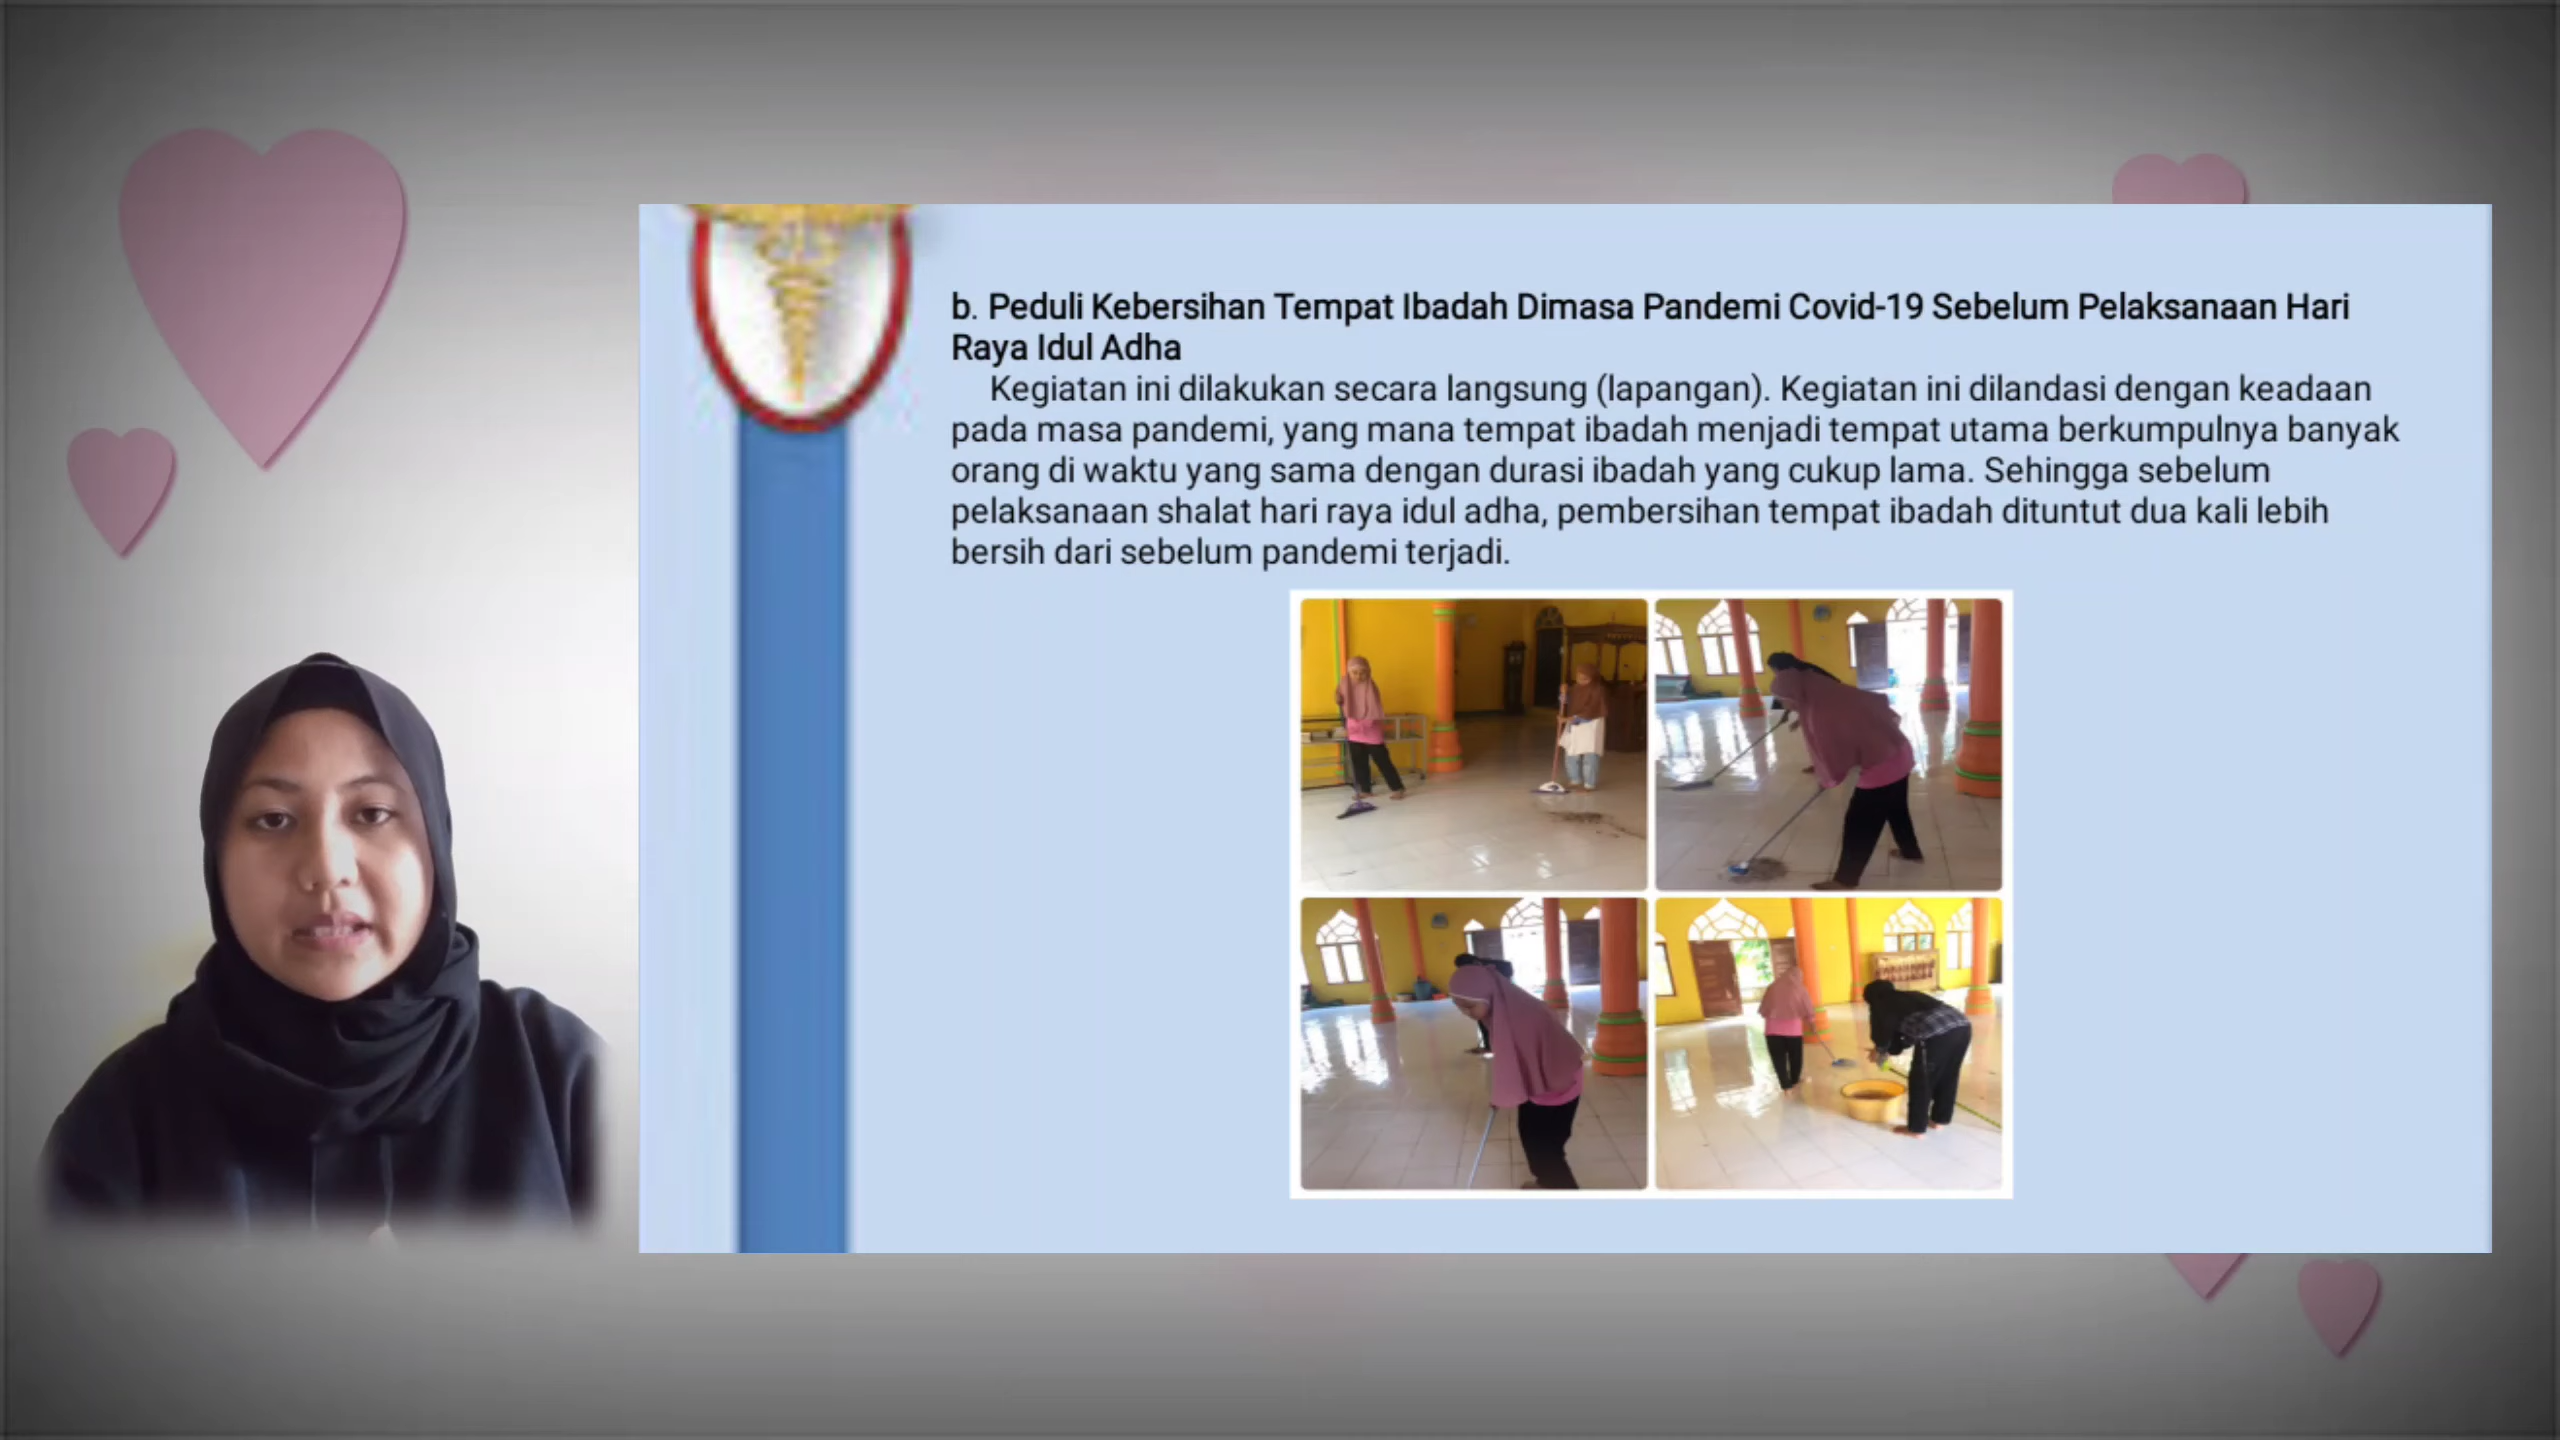 b. Peduli Kebersihan Tempat Ibadah Dimasa Pandemi Covid-19 Sebelum Pelaksanaan Hari
Raya Idul Adha
Kegiatan ini dilakukan secara langsung (lapangan). Kegiatan ini dilandasi dengan keadaan
pada masa pandemi, yang mana tempat ibadah menjadi tempat utama berkumpulnya banyak
orang di waktu yang sama dengan durasi ibadah yang cukup lama. Sehingga sebelum
pelaksanaan shalat hari raya idul adha, pembersihan tempat ibadah dituntut dua kali lebih
bersih dari sebelum pandemi terjadi.